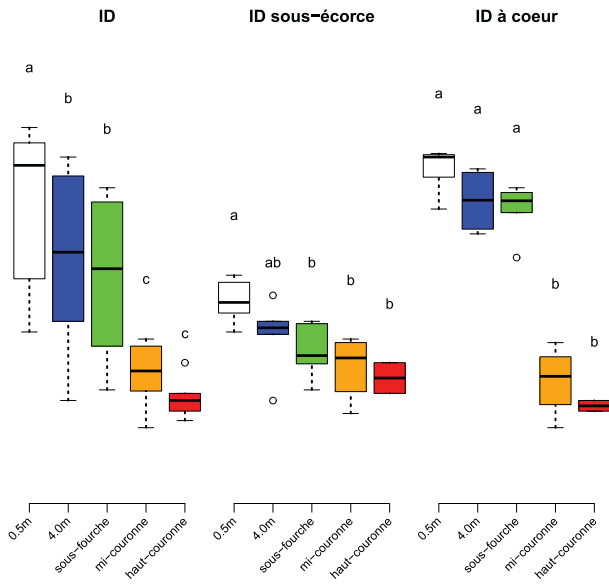 ID
ID sous−écorce
ID à coeur
a
b
b
c
c
a
ab
b
b
b
a
a
a
b
b
0.5m
4.0m
sous−fourche
mi−couronne
haut−couronne
0.5m
4.0m
sous−fourche
mi−couronne
haut−couronne
0.5m
4.0m
sous−fourche
mi−couronne
haut−couronne